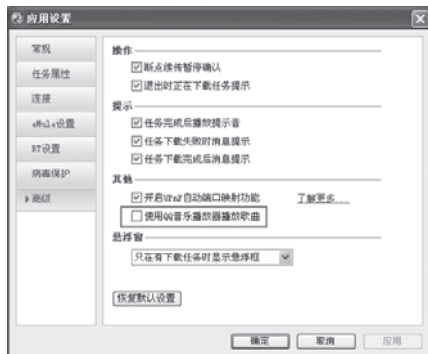 应用设置
常规
任务属性
连接
eMule设置
BT设置
病毒保护
高级
操作
断点续传暂停确认
退出时正在下载任务提示
提示
任务完成后播放提示音
任务下载失败时消息提示
任务下载完成后消息提示
其他
开启UPnP自动端口映射功能 了解更多...
使用QQ音乐播放器播放歌曲
悬浮窗
只在有下载任务时显示悬浮框
恢复默认设置
确定 取消 应用